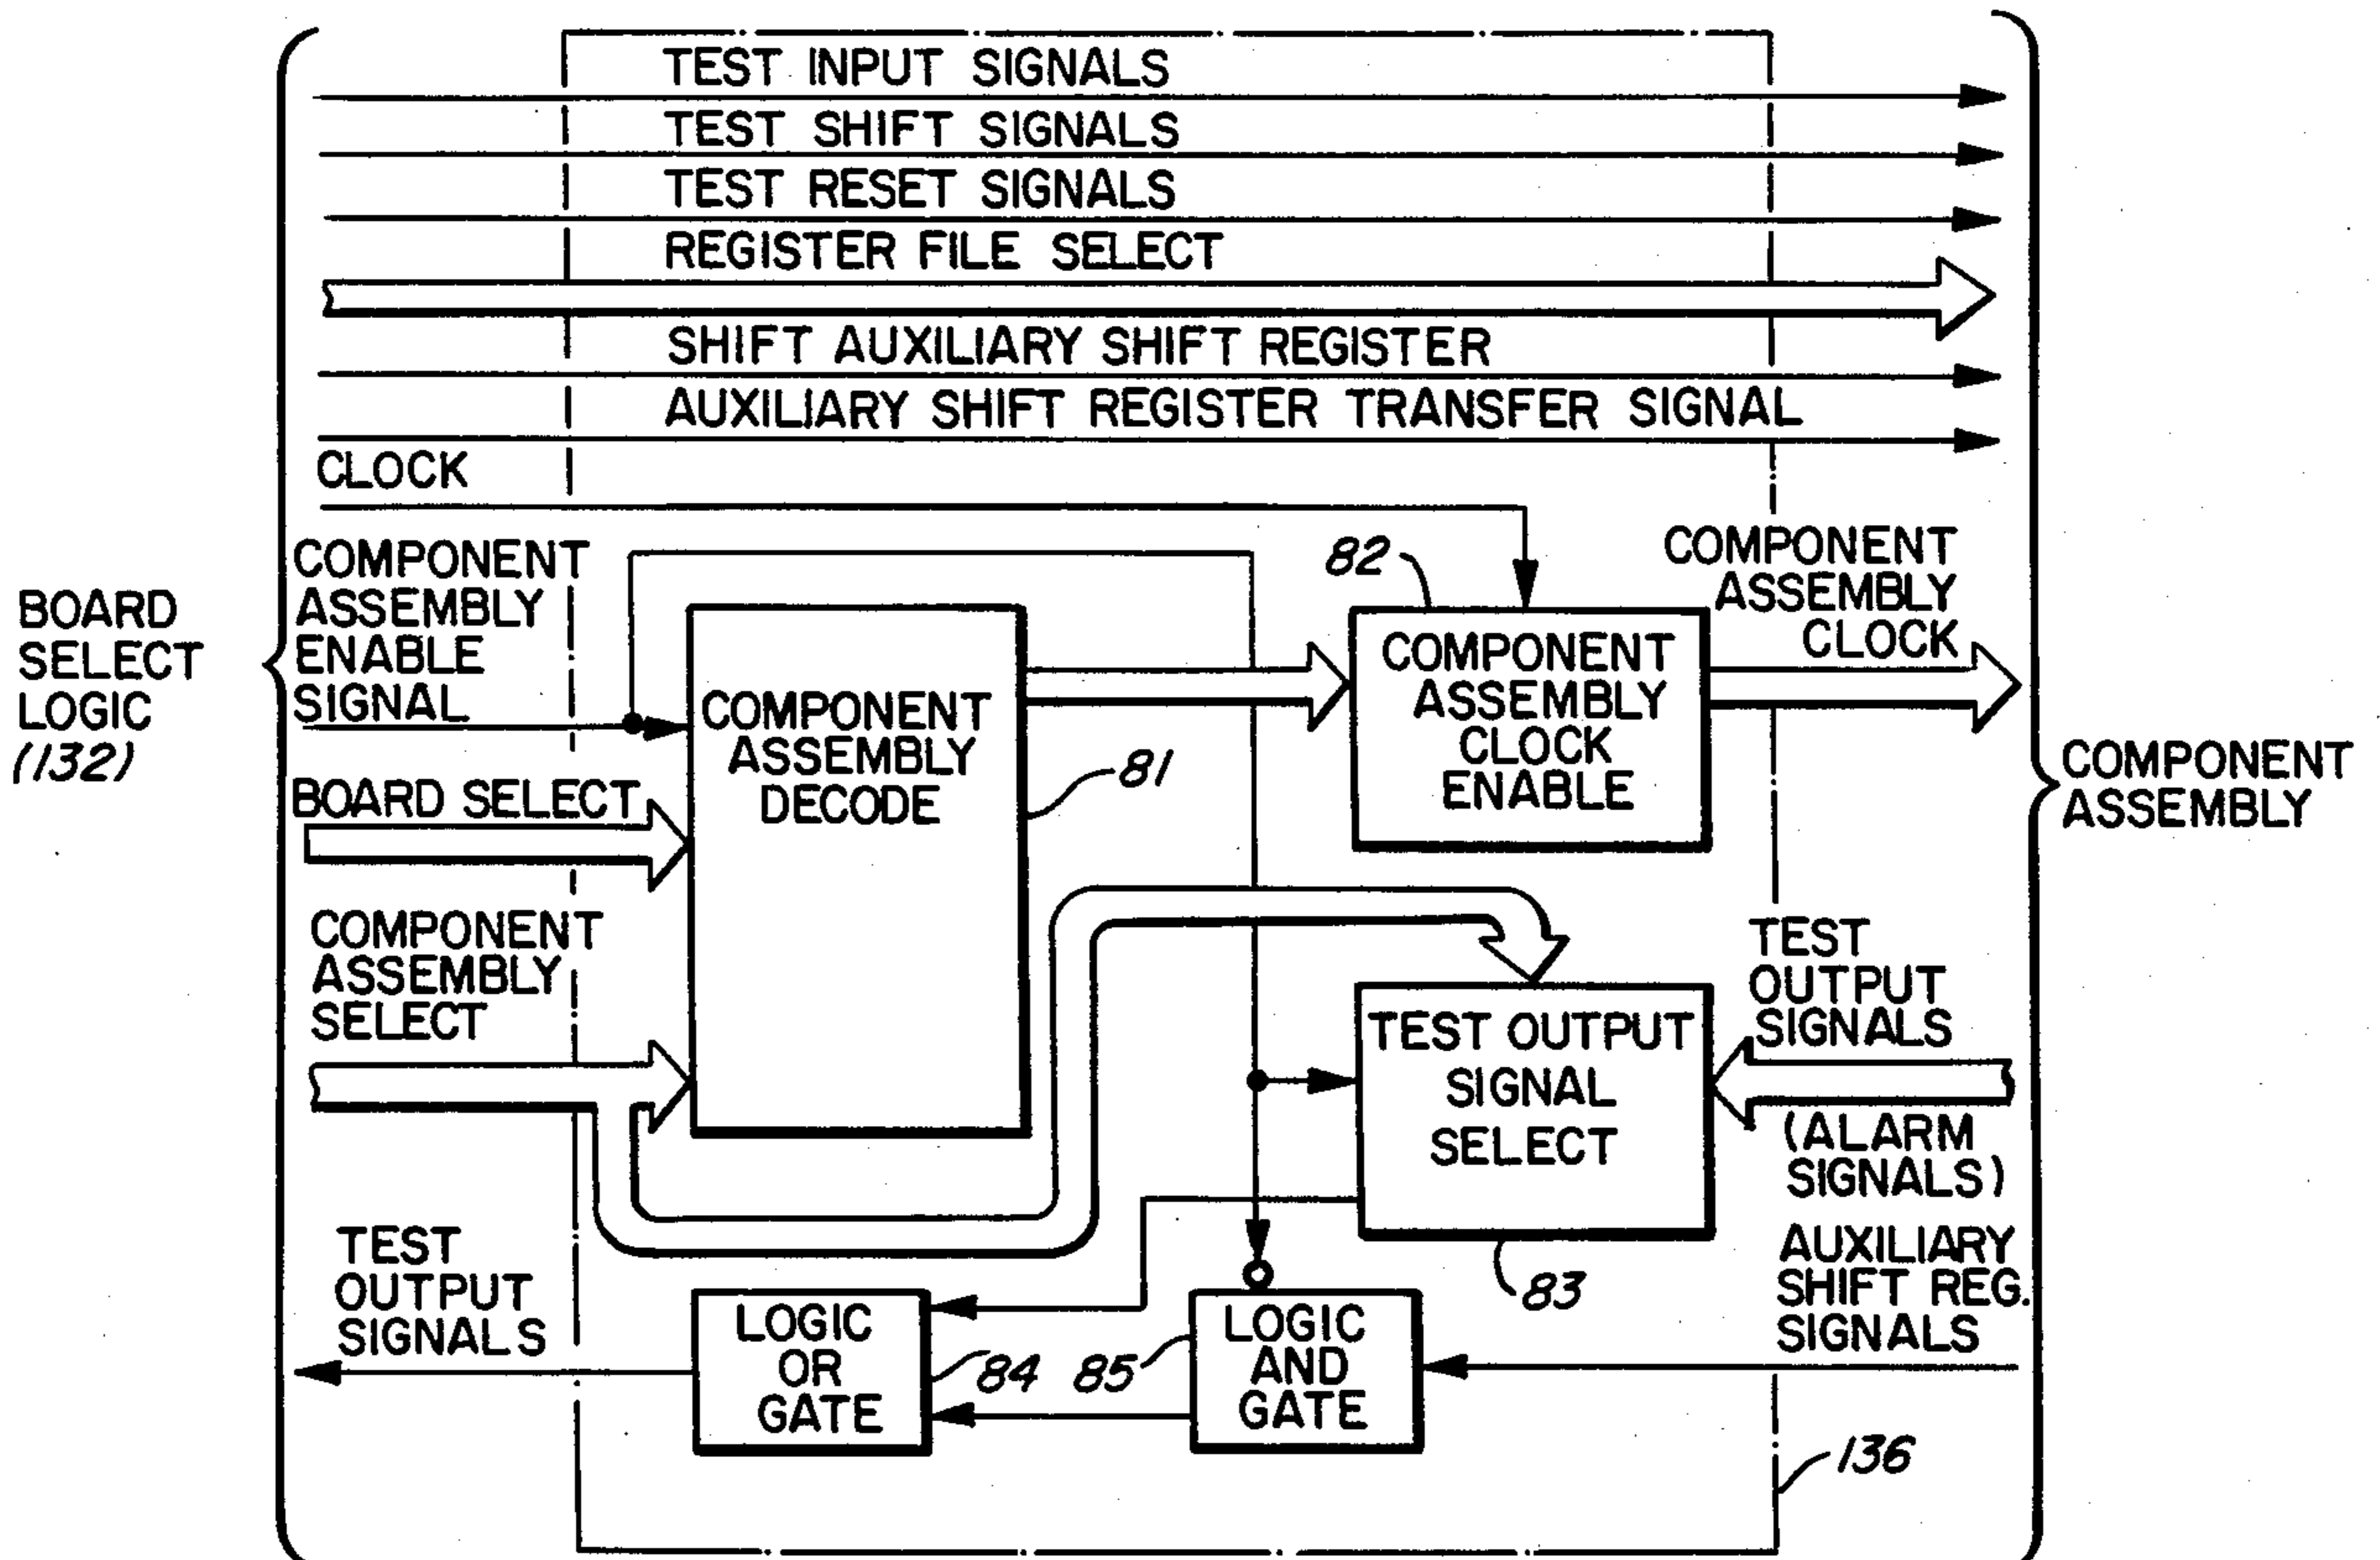 TEST INPUT SIGNALS
TEST SHIFT SIGNALS
TEST RESET SIGNALS
REGISTER FILE SELECT
SHIFT AUXILIARY SHIFT REGISTER
AUXILIARY SHIFT REGISTER TRANSFER SIGNAL
CLOCK
BOARD
SELECT
LOGIC
(132)
COMPONENT
ASSEMBLY
ENABLE
SIGNAL
BOARD SELECT
COMPONENT
ASSEMBLY
SELECT
COMPONENT
ASSEMBLY
DECODE
81
82
COMPONENT
ASSEMBLY
CLOCK
ENABLE
COMPONENT
ASSEMBLY
CLOCK
COMPONENT
ASSEMBLY
TEST OUTPUT
SIGNAL
SELECT
83
TEST
OUTPUT
SIGNALS
(ALARM
SIGNALS)
TEST
OUTPUT
SIGNALS
LOGIC
OR
GATE
84
85
LOGIC
AND
GATE
AUXILIARY
SHIFT REG.
SIGNALS
136